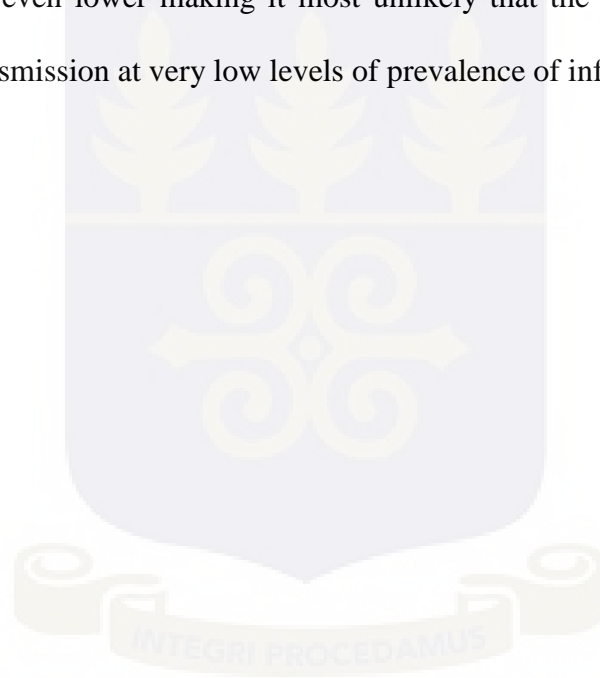 even lower making it most unlikely that the
smission at very low levels of prevalence of inf
INTEGRI PROCEDAMUS